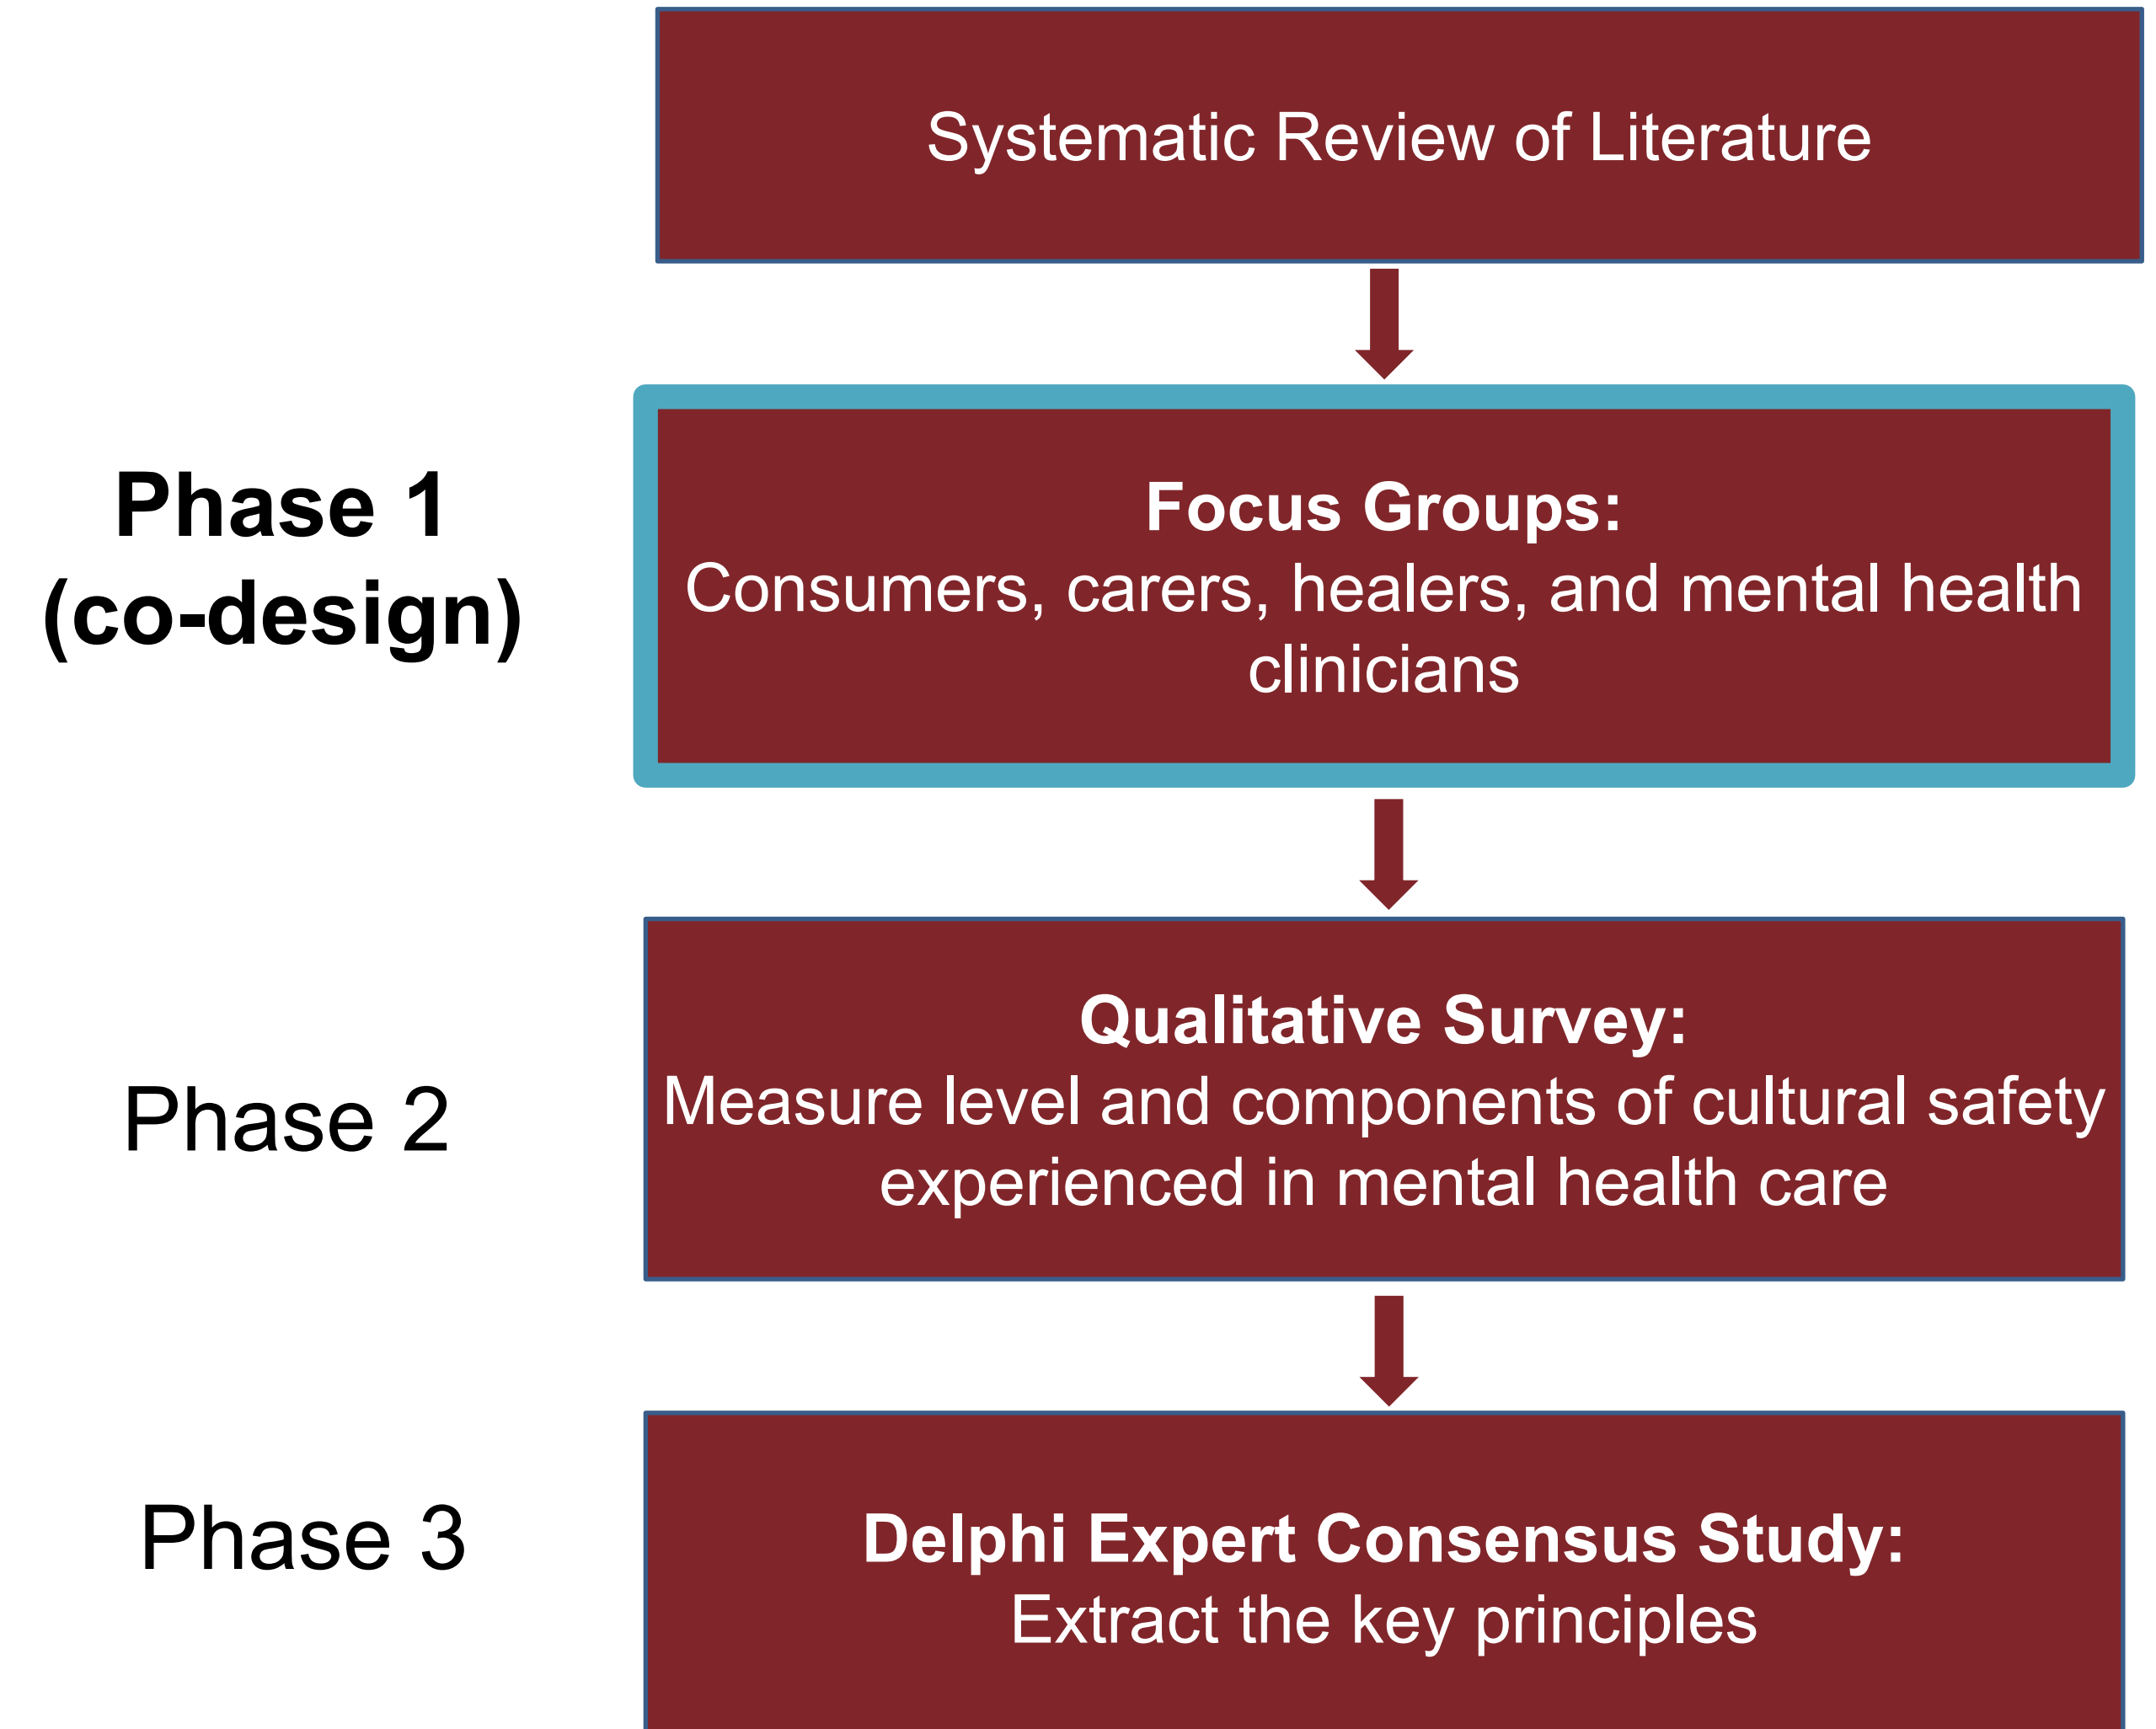 Systematic Review of Literature
Phase 1
(co-design)
Focus Groups:
Consumers, carers, healers, and mental health
clinicians
Phase 2
Qualitative Survey:
Measure level and components of cultural safety
experienced in mental health care
Phase 3
Delphi Expert Consensus Study:
Extract the key principles